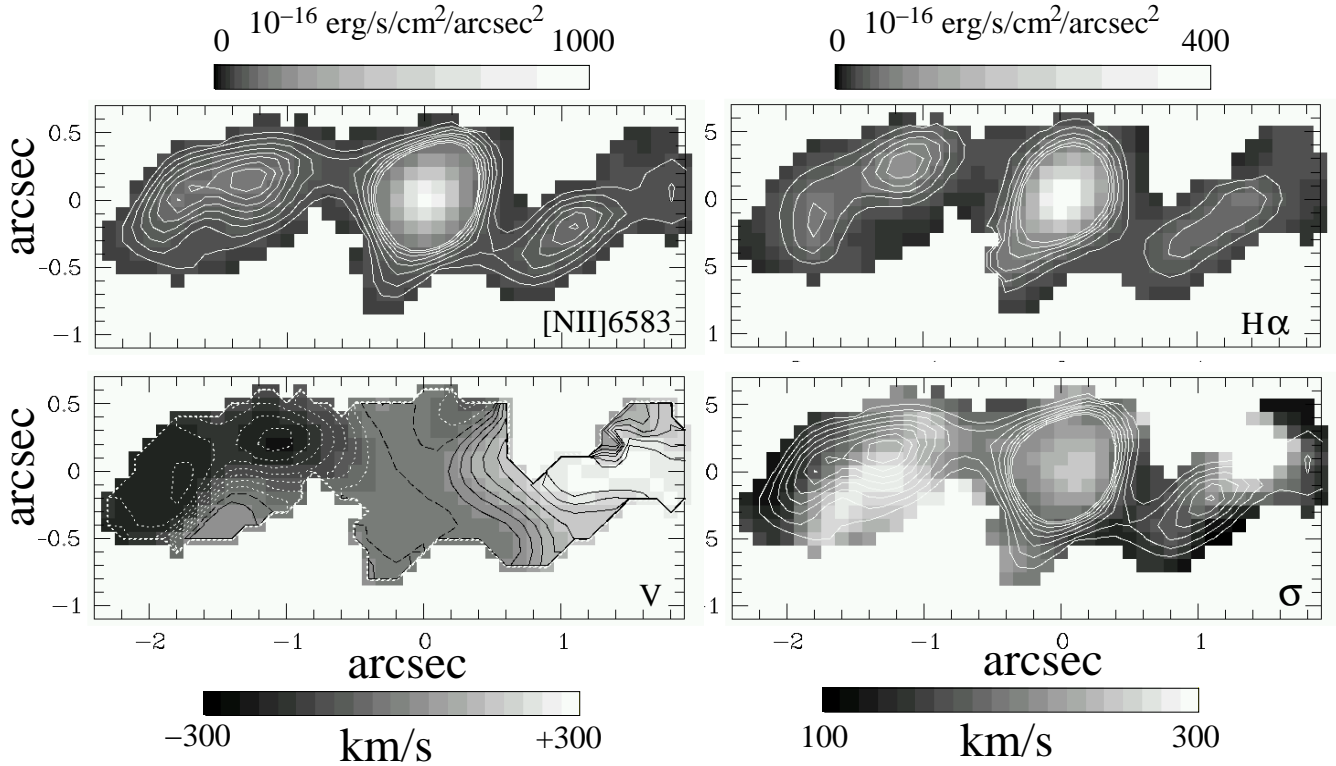 10−16 erg/s/cm2/arcsec2 10−16 erg/s/cm2/arcsec2
0 1000 0 400
arcsec 0.5 0 -0.5 −1 [NII]6583 5 0 5 1 Hα
arcsec 0.5 0 -0.5 −1 V 5 0 5 1 σ
−2 −1 0 1 −2 −1 0 1
arcsec arcsec
−300 km/s +300 100 km/s 300